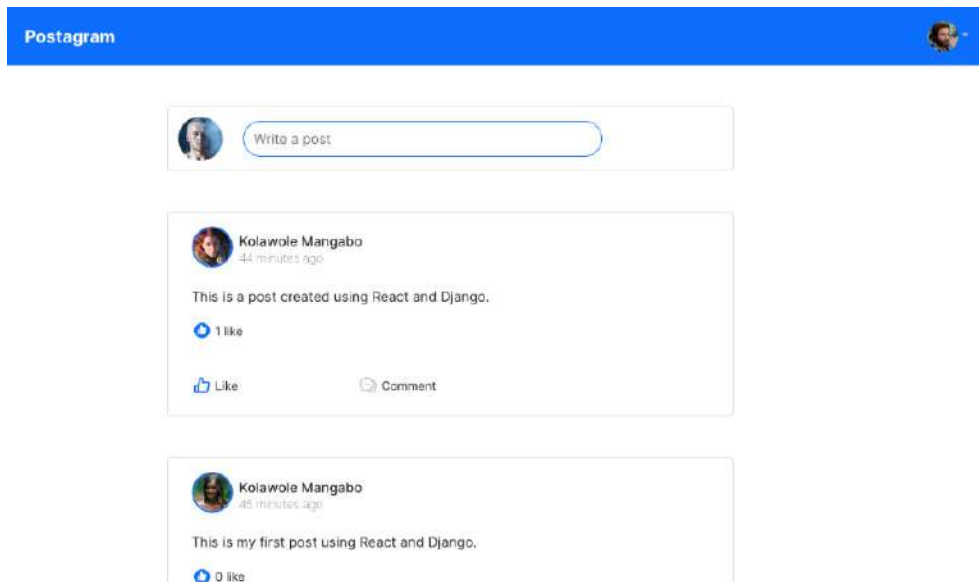 Postagram
Write a post
Kolawole Mangabo
44 minutes ago
This is a post created using React and Django.
1 like
Like
Comment
Kolawole Mangabo
45 minutes ago
This is my first post using React and Django.
0 like